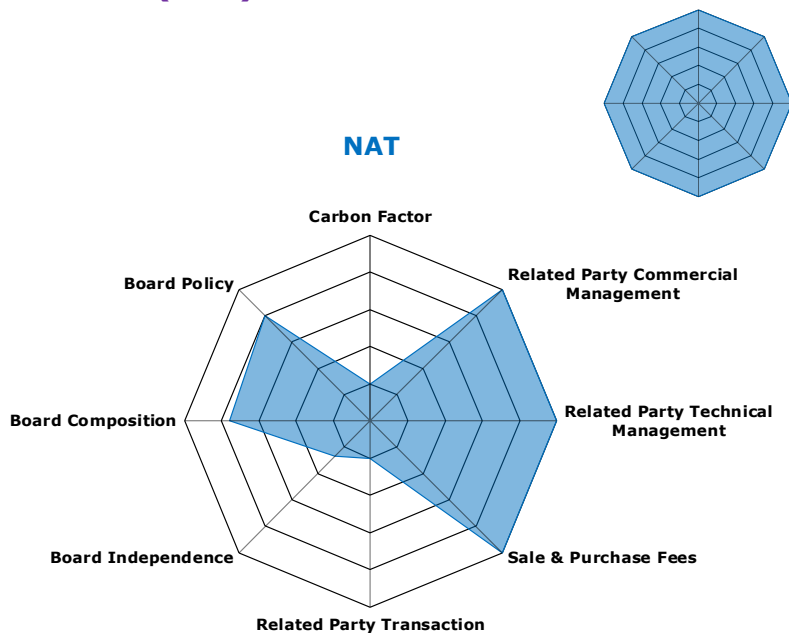 NAT
Carbon Factor
Related Party Commercial
Management
Board Policy
Board Composition
Related Party Technical
Management
Board Independence
Sale & Purchase Fees
Related Party Transaction